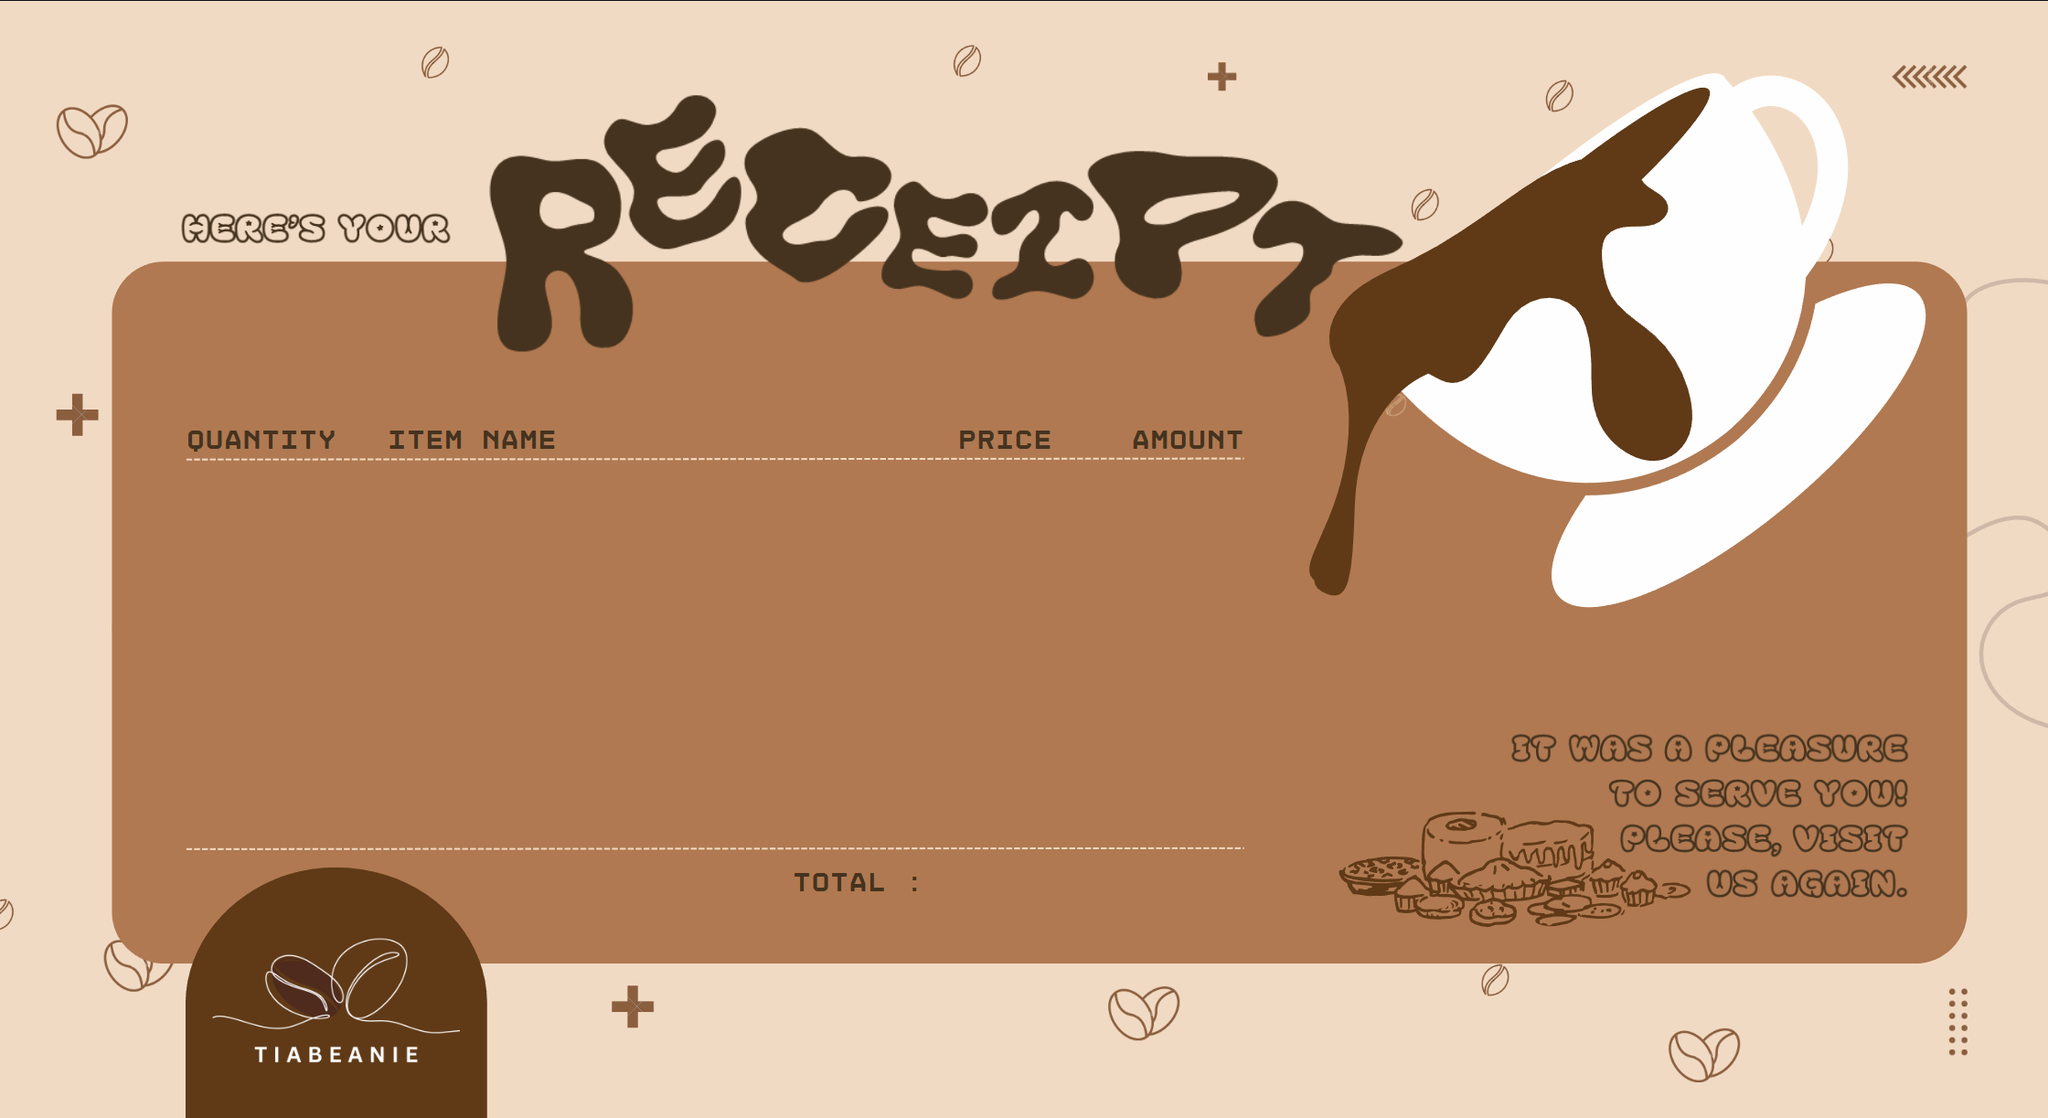 HERE'S YOUR
RECEIPT
QUANTITY ITEM NAME PRICE AMOUNT
TOTAL :
IT WAS A PLEASURE
TO SERVE YOU!
PLEASE, VISIT
US AGAIN.
TIABEANIE